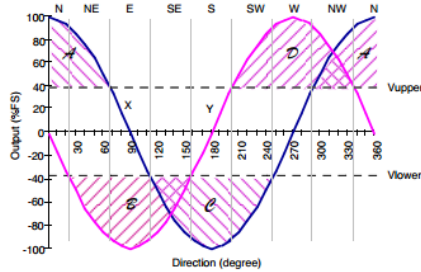 N NE E SE S SW W NW N
100
80
60
40
20
0
-20
-40
-60
-80
-100
Output (%FS)
A
X
Y
D
A
B
C
Vupper
Vlower
30 60 90 120 150 180 210 240 270 300 330 360
Direction (degree)